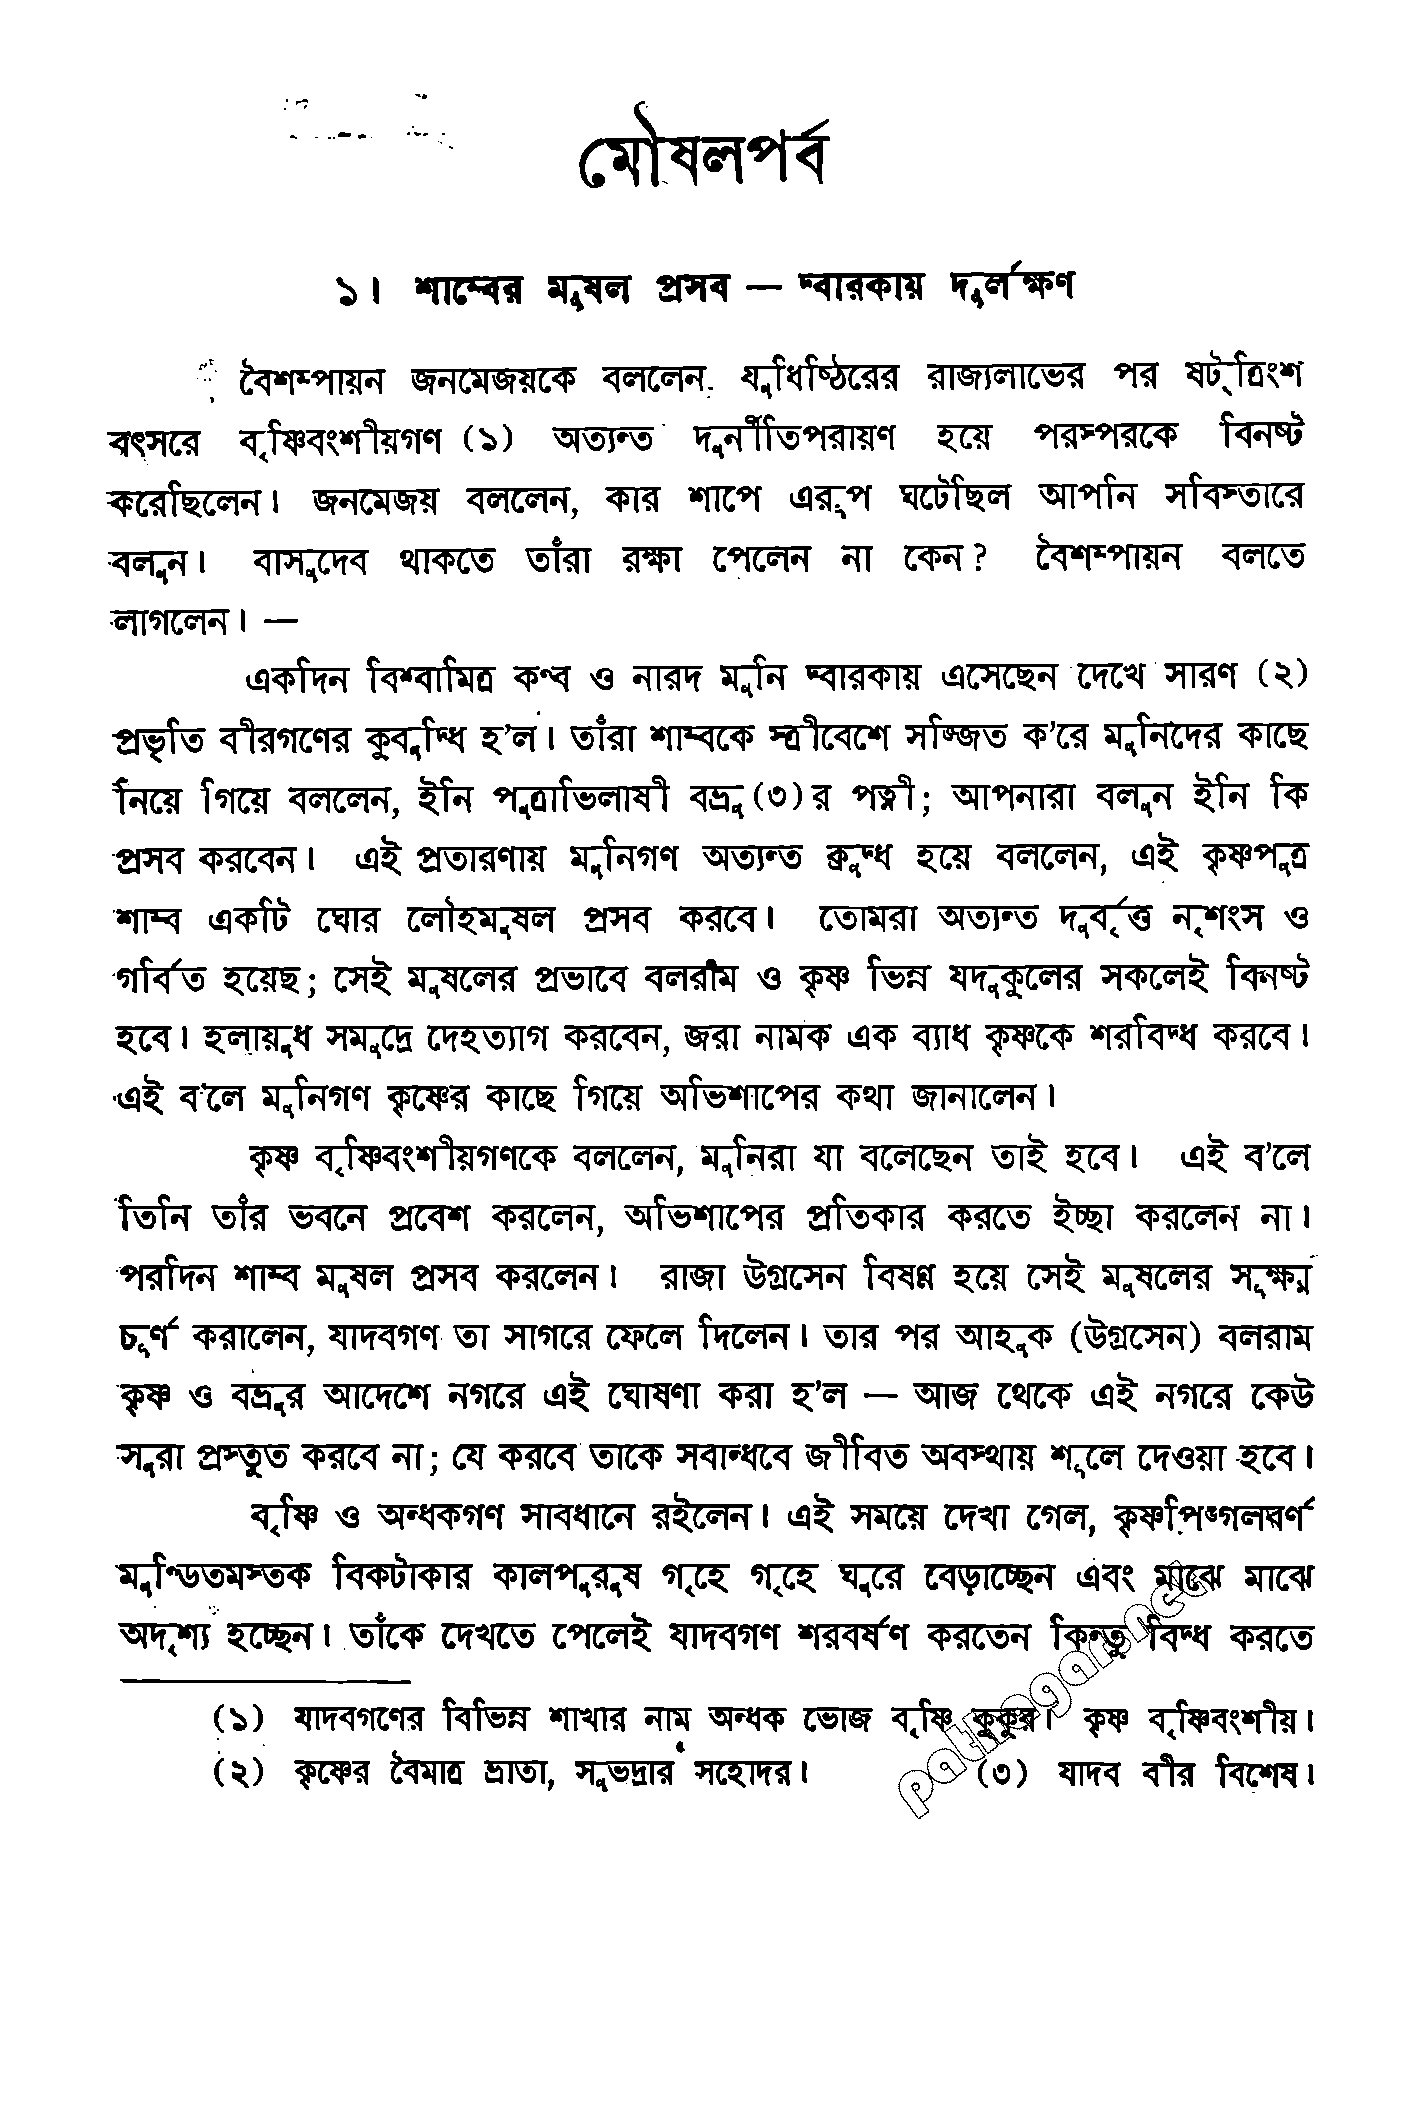 মৌষলপর্ব
১। শাম্বের মুষল প্রসব — দ্বারকায় দুর্লক্ষণ
বৈশম্পায়ন জনমেজয়কে বললেন, যুধিষ্ঠিরের রাজ্যলাভের পর ষট্‌ত্রিংশ
বৎসরে বৃষ্ণিবংশীয়গণ (১) অত্যন্ত দুর্নীতিপরায়ণ হয়ে পরস্পরকে বিনষ্ট
করেছিলেন। জনমেজয় বললেন, কার শাপে এরূপ ঘটেছিল আপনি সবিস্তারে
বলুন। বাসুদেব থাকতে তাঁরা রক্ষা পেলেন না কেন? বৈশম্পায়ন বলতে
লাগলেন। —
একদিন বিশ্বামিত্র কণ্ব ও নারদ মুনি দ্বারকায় এসেছেন দেখে সারণ (২)
প্রভৃতি বীরগণের কুবুদ্ধি হ'ল। তাঁরা শাম্বকে স্ত্রীবেশে সজ্জিত ক'রে মুনিদের কাছে
নিয়ে গিয়ে বললেন, ইনি পুত্রাভিলাষী বভ্রু(৩)র পত্নী; আপনারা বলুন ইনি কি
প্রসব করবেন। এই প্রতারণায় মুনিগণ অত্যন্ত ক্রুদ্ধ হয়ে বললেন, এই কৃষ্ণপুত্র
শাম্ব একটি ঘোর লৌহমুষল প্রসব করবে। তোমরা অত্যন্ত দুর্বৃত্ত নৃশংস ও
গর্বিত হয়েছ; সেই মুষলের প্রভাবে বলরাম ও কৃষ্ণ ভিন্ন যদুকুলের সকলেই বিনষ্ট
হবে। হলায়ুধ সমুদ্রে দেহত্যাগ করবেন, জরা নামক এক ব্যাধ কৃষ্ণকে শরবিদ্ধ করবে।
এই ব'লে মুনিগণ কৃষ্ণের কাছে গিয়ে অভিশাপের কথা জানালেন।
কৃষ্ণ বৃষ্ণিবংশীয়গণকে বললেন, মুনিরা যা বলেছেন তাই হবে। এই ব'লে
তিনি তাঁর ভবনে প্রবেশ করলেন, অভিশাপের প্রতিকার করতে ইচ্ছা করলেন না।
পরদিন শাম্ব মুষল প্রসব করলেন। রাজা উগ্রসেন বিষণ্ণ হয়ে সেই মুষলের সূক্ষ্ম
চূর্ণ করালেন, যাদবগণ তা সাগরে ফেলে দিলেন। তার পর আহুক (উগ্রসেন) বলরাম
কৃষ্ণ ও বভ্রুর আদেশে নগরে এই ঘোষণা করা হ'ল — আজ থেকে এই নগরে কেউ
সুরা প্রস্তুত করবে না; যে করবে তাকে সবান্ধবে জীবিত অবস্থায় শূলে দেওয়া হবে।
বৃষ্ণি ও অন্ধকগণ সাবধানে রইলেন। এই সময়ে দেখা গেল, কৃষ্ণপিঙ্গলবর্ণ
মুণ্ডিতমস্তক বিকটাকার কালপুরুষ গৃহে গৃহে ঘুরে বেড়াচ্ছেন এবং মাঝে মাঝে
অদৃশ্য হচ্ছেন। তাঁকে দেখতে পেলেই যাদবগণ শরবর্ষণ করতেন কিন্তু বিদ্ধ করতে
(১) যাদবগণের বিভিন্ন শাখার নাম অন্ধক ভোজ বৃষ্ণি কুকুর। কৃষ্ণ বৃষ্ণিবংশীয়।
(২) কৃষ্ণের বৈমাত্র ভ্রাতা, সুভদ্রার সহোদর। (৩) যাদব বীর বিশেষ।
pathagar.net